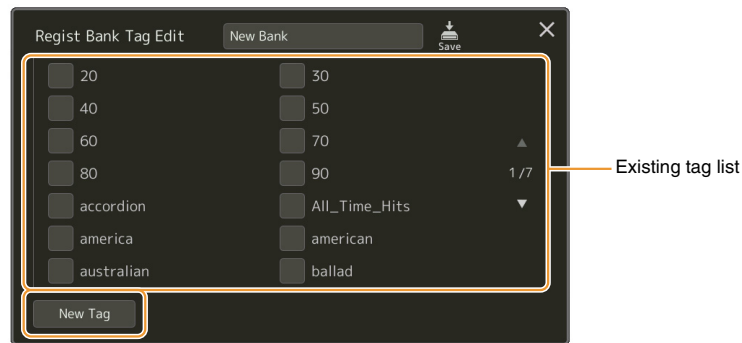 Regist Bank Tag Edit New Bank Save
20 30
40 50
60 70
80 90 1/7
accordion All_Time_Hits
america american
australian ballad
New Tag
Existing tag list